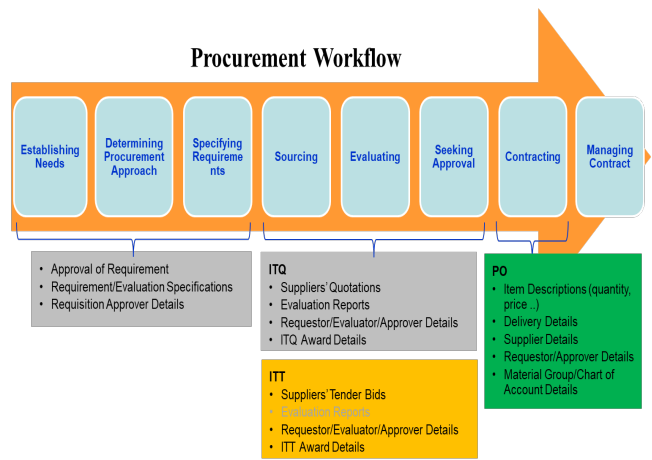 Procurement Workflow
Establishing
Needs
Determining
Procurement
Approach
Specifying
Requireme
nts
Sourcing
Evaluating
Seeking
Approval
Contracting
Managing
Contract
• Approval of Requirement
• Requirement/Evaluation Specifications
• Requisition Approver Details
ITQ
• Suppliers' Quotations
• Evaluation Reports
• Requestor/Evaluator/Approver Details
• ITQ Award Details
ITT
• Suppliers' Tender Bids
• Evaluation Reports
• Requestor/Evaluator/Approver Details
• ITT Award Details
PO
• Item Descriptions (quantity,
price ..)
• Delivery Details
• Supplier Details
• Requestor/Approver Details
• Material Group/Chart of
Account Details